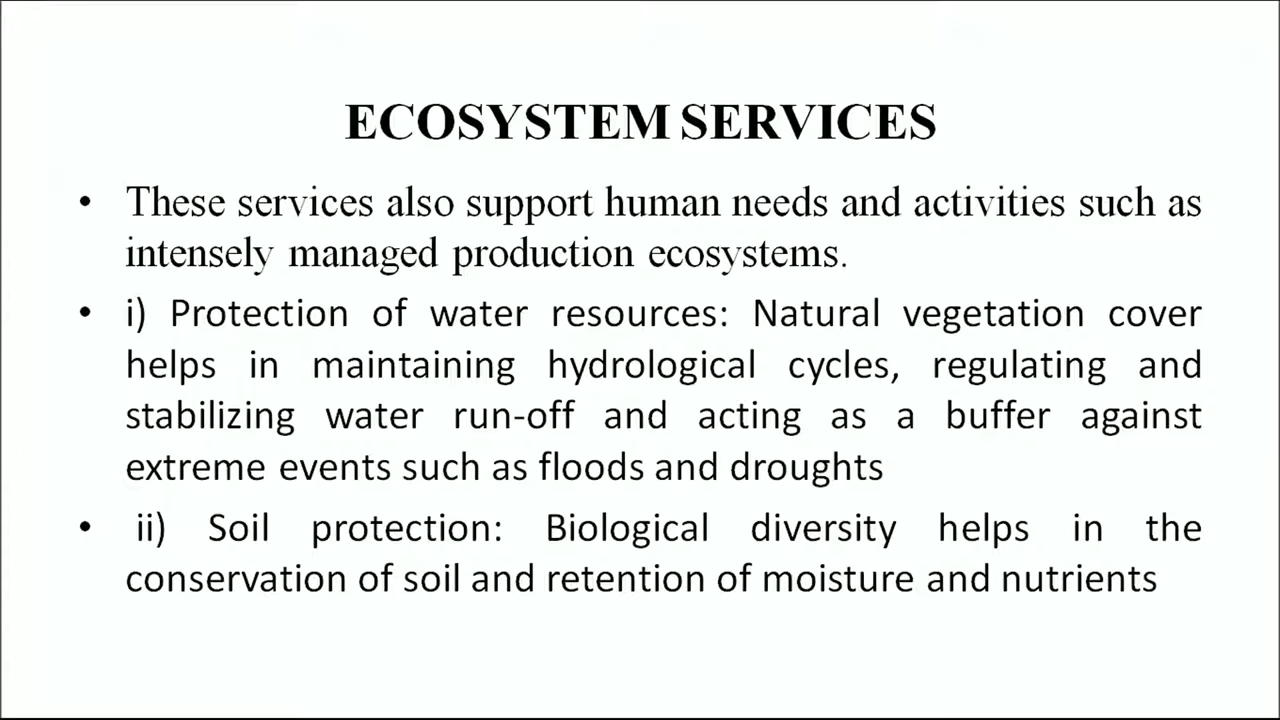 ECOSYSTEM SERVICES
• These services also support human needs and activities such as
intensely managed production ecosystems.
• i) Protection of water resources: Natural vegetation cover
helps in maintaining hydrological cycles, regulating and
stabilizing water run-off and acting as a buffer against
extreme events such as floods and droughts
• ii) Soil protection: Biological diversity helps in the
conservation of soil and retention of moisture and nutrients